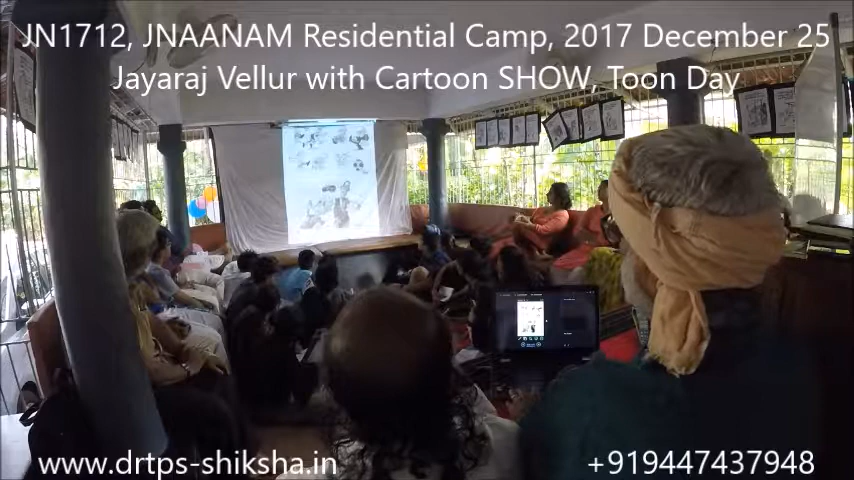 JN1712, JNAANAM Residential Camp, 2017 December 25
Jayaraj Vellur with Cartoon SHOW, Toon Day
www.drtps-shiksha.in
+919447437948